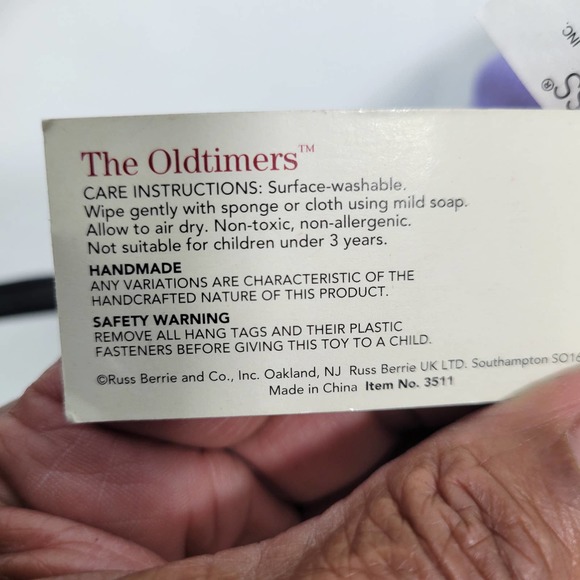 INC.
SS®
The Oldtimers™
CARE INSTRUCTIONS: Surface-washable.
Wipe gently with sponge or cloth using mild soap.
Allow to air dry. Non-toxic, non-allergenic.
Not suitable for children under 3 years.
HANDMADE
ANY VARIATIONS ARE CHARACTERISTIC OF THE
HANDCRAFTED NATURE OF THIS PRODUCT.
SAFETY WARNING
REMOVE ALL HANG TAGS AND THEIR PLASTIC
FASTENERS BEFORE GIVING THIS TOY TO A CHILD.
©Russ Berrie and Co., Inc. Oakland, NJ Russ Berrie UK LTD. Southampton SO16
Made in China Item No. 3511